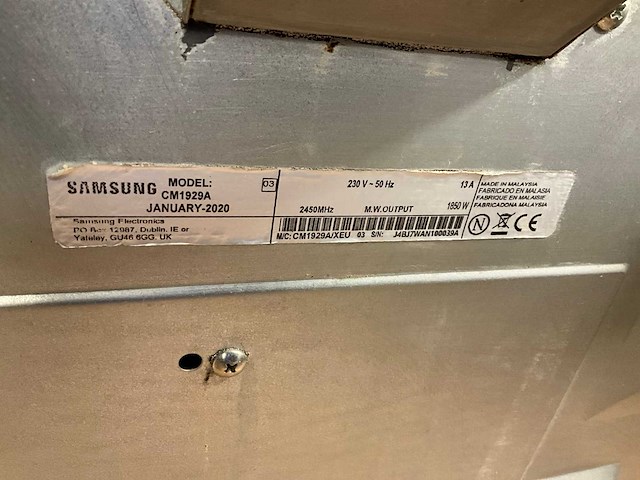 SAMSUNG MODEL: 03
CM1929A
JANUARY-2020
Samsung Electronics
PO Box 12987, Dublin. IE or
Yateley, GU46 6GG. UK
230 V ~ 50 Hz 13 A
2450MHz M.W.OUTPUT 1850 W
M/C: CM1929A/XEU 03 S/N: J4BJ7WAN100039A
MADE IN MALAYSIA
FABRICADO EN MALASIA
FABRIQUE EN MALAISIE
FABRICADONA MALAYSIA
N CE